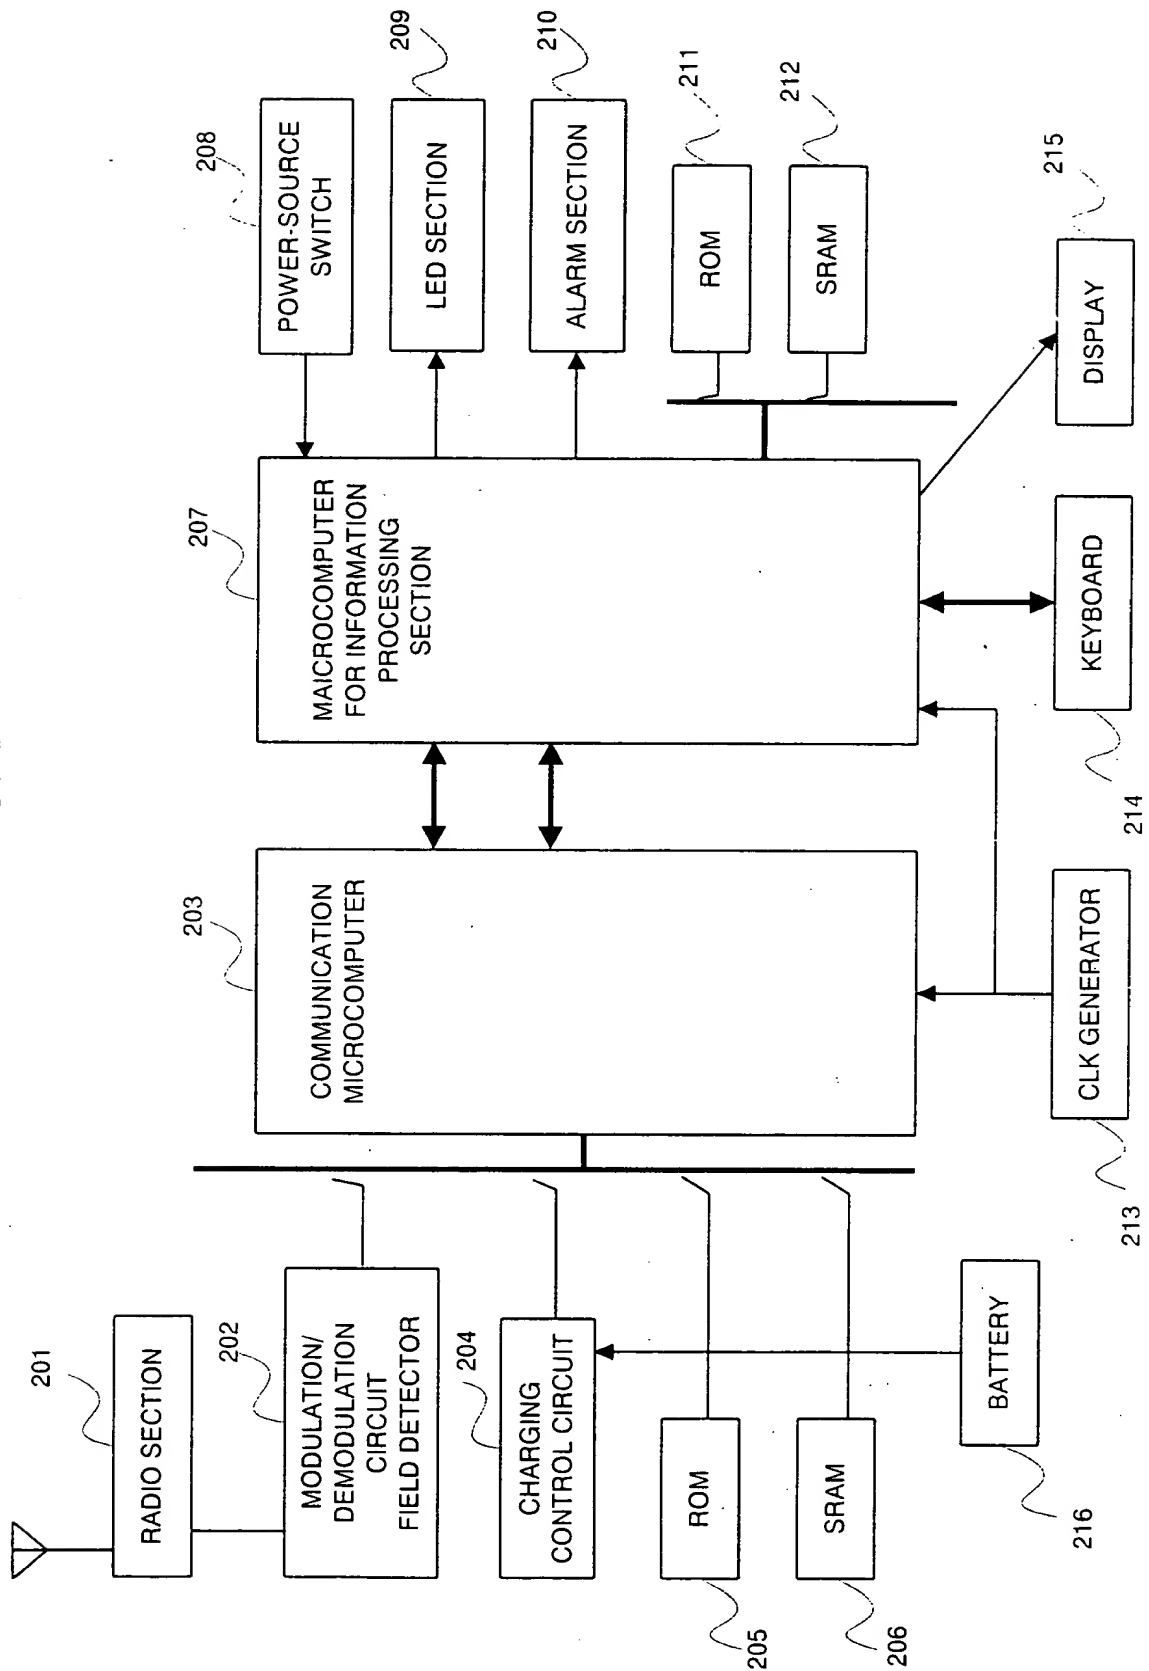 201
RADIO SECTION
202
MODULATION/
DEMODULATION
CIRCUIT
FIELD DETECTOR
204
CHARGING
CONTROL CIRCUIT
ROM
205
SRAM
206
BATTERY
216
203
COMMUNICATION
MICROCOMPUTER
CLK GENERATOR
213
207
MAICROCOMPUTER
FOR INFORMATION
PROCESSING
SECTION
KEYBOARD
214
208
POWER-SOURCE
SWITCH
209
LED SECTION
210
ALARM SECTION
211
ROM
212
SRAM
215
DISPLAY